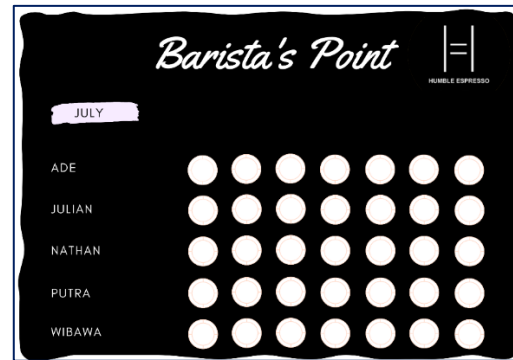 Barista's Point
HUMBLE ESPRESSO
JULY
ADE
JULIAN
NATHAN
PUTRA
WIBAWA